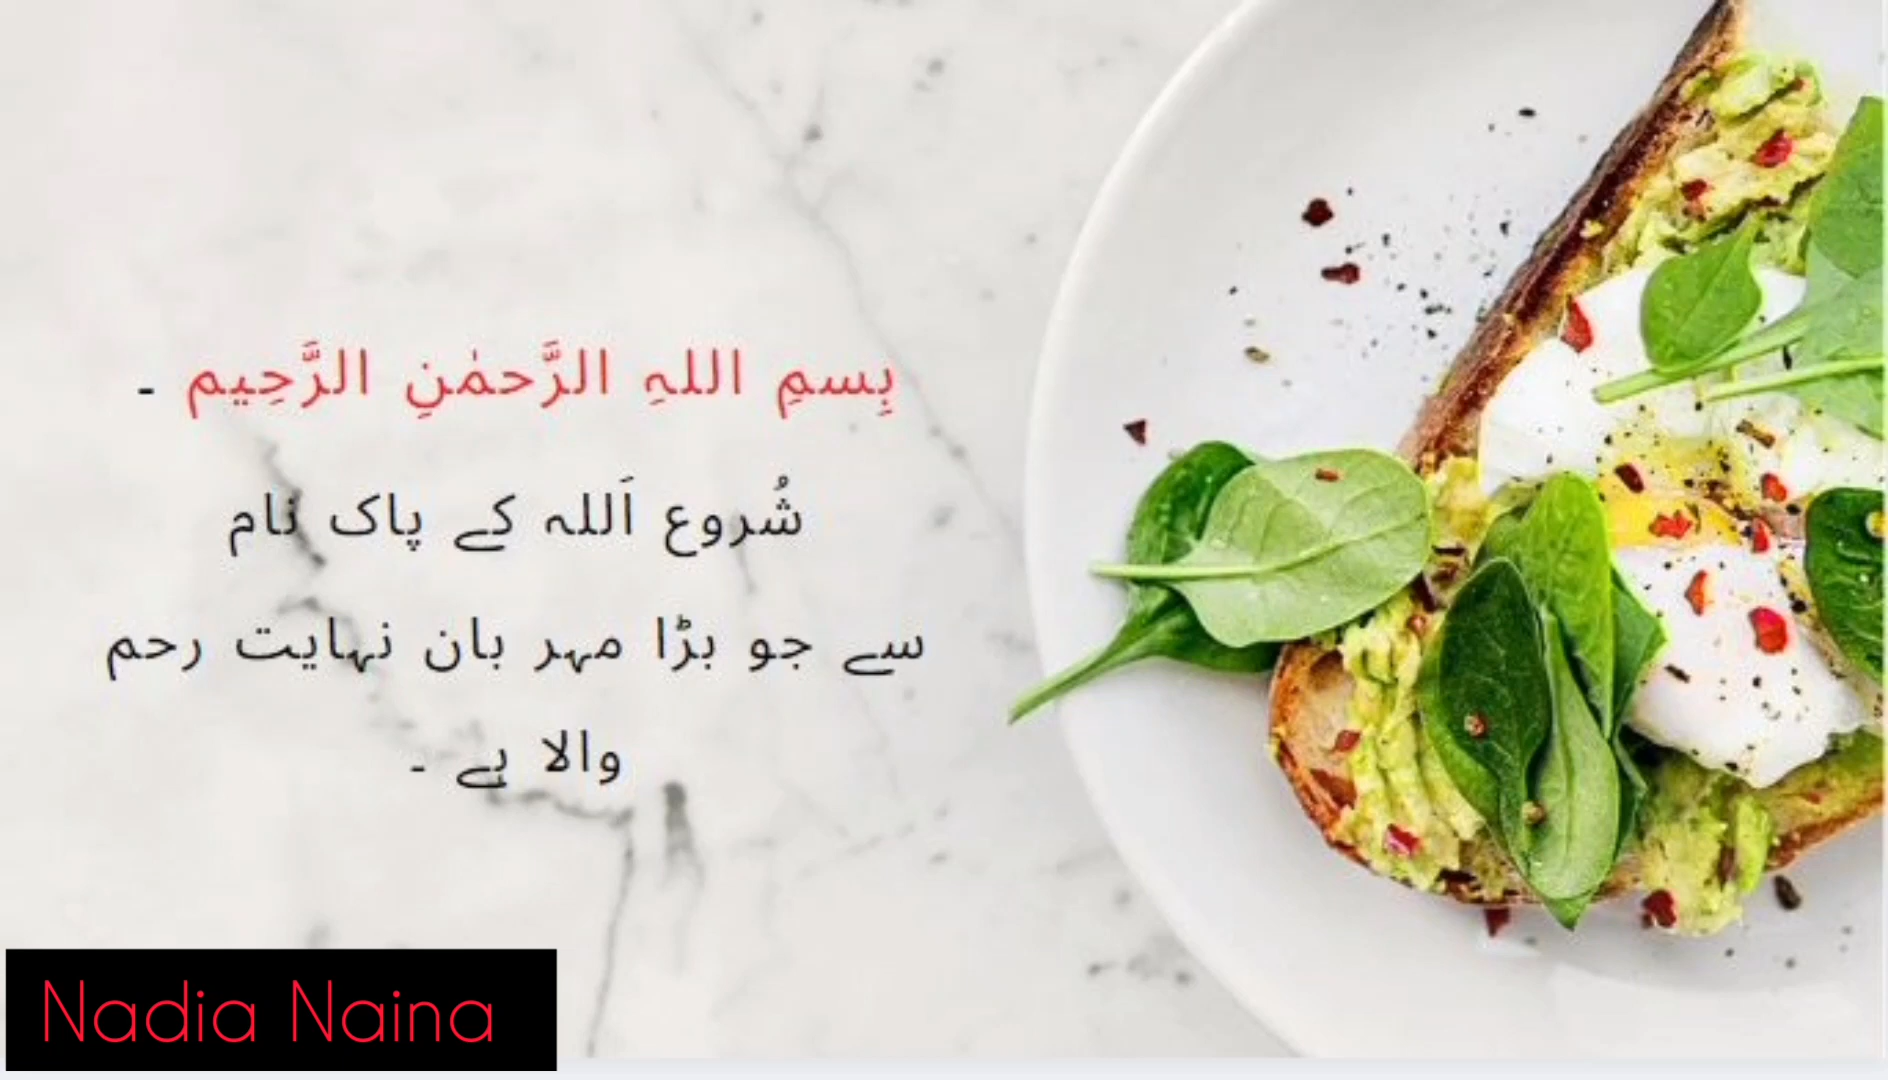 بِسمِ اللہِ الرَّحمٰنِ الرَّحِیم ۔
شُروع اَللہ کے پاک نام
سے جو بڑا مہر بان نہایت رحم
والا ہے ۔
Nadia Naina